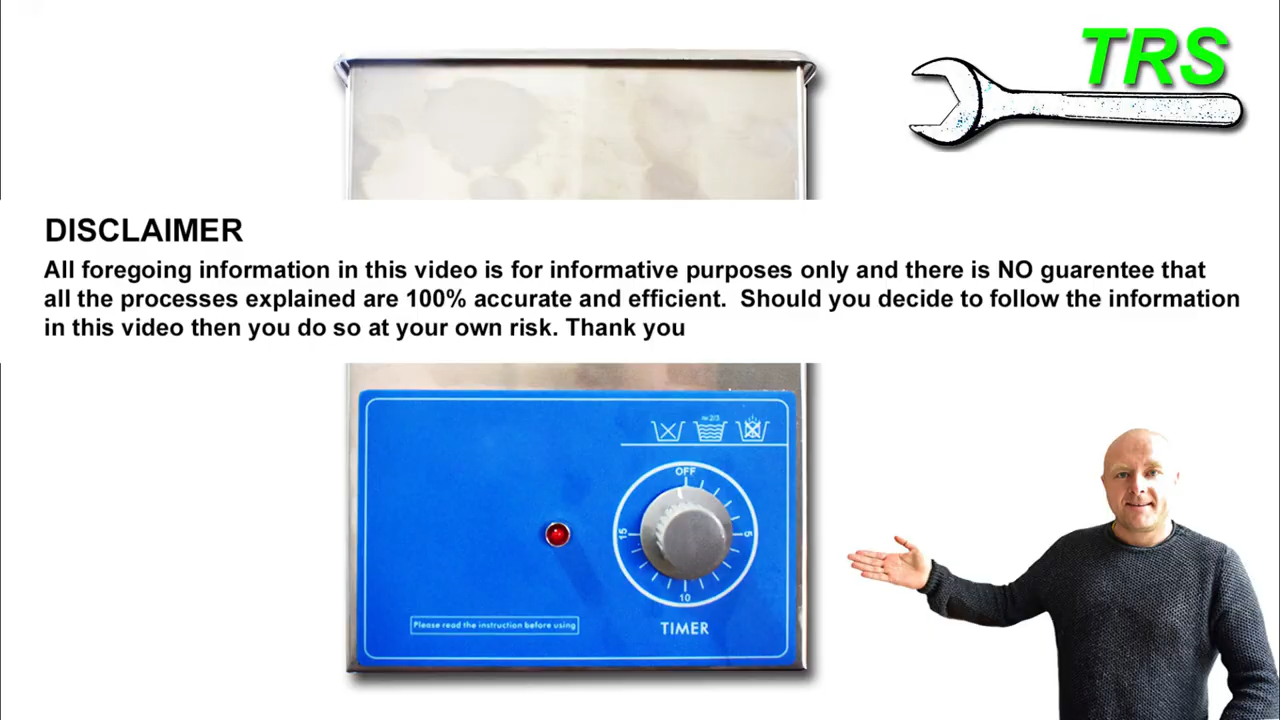 TRS
DISCLAIMER
All foregoing information in this video is for informative purposes only and there is NO guarentee that
all the processes explained are 100% accurate and efficient. Should you decide to follow the information
in this video then you do so at your own risk. Thank you
OFF
5
15
10
Please read the instruction before using
TIMER